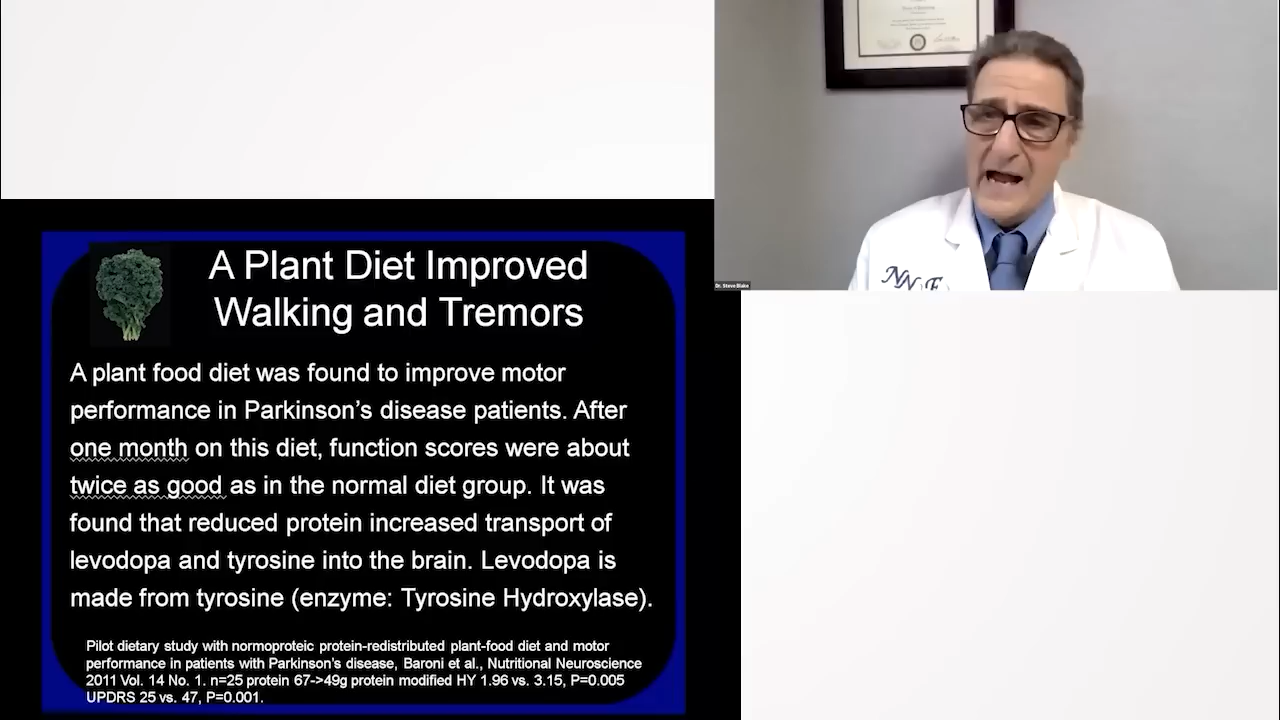 A Plant Diet Improved
Walking and Tremors
A plant food diet was found to improve motor
performance in Parkinson's disease patients. After
one month on this diet, function scores were about
twice as good as in the normal diet group. It was
found that reduced protein increased transport of
levodopa and tyrosine into the brain. Levodopa is
made from tyrosine (enzyme: Tyrosine Hydroxylase).
Pilot dietary study with normoproteic protein-redistributed plant-food diet and motor
performance in patients with Parkinson's disease, Baroni et al., Nutritional Neuroscience
2011 Vol. 14 No. 1. n=25 protein 67->49g protein modified HY 1.96 vs. 3.15, P=0.005
UPDRS 25 vs. 47, P=0.001.
Dr. Steve Blake